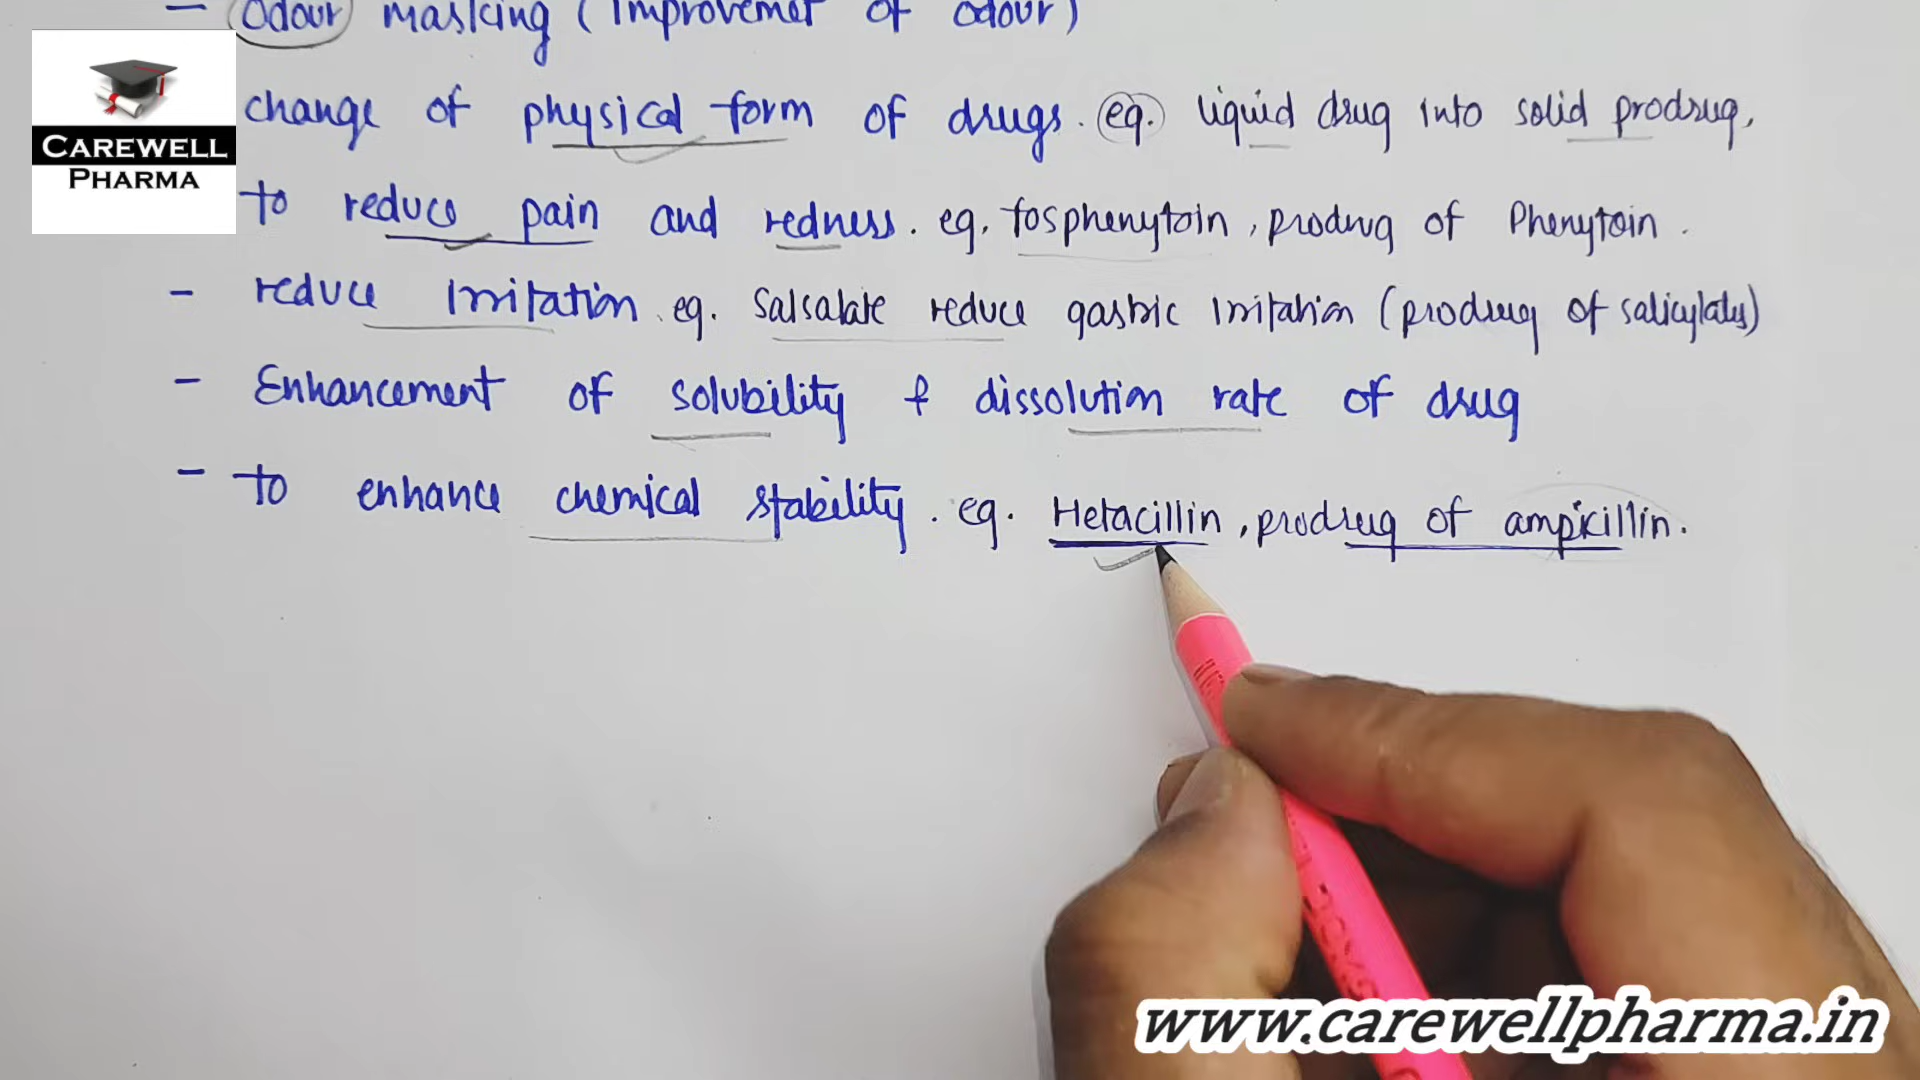 - Odour masking (improvemet of odour)
CAREWELL
PHARMA
change of physical form of drugs. eg. liquid drug into solid prodrug,
to reduce pain and redness. eg. fosphenytoin, prodrug of Phenytoin.
- reduce irritation. eg. Salsalate reduce gastric irritation (prodrug of salicylates)
- Enhancement of solubility & dissolution rate of drug
- to enhance chemical stability. eg. Hetacillin, prodrug of ampicillin.
www.carewellpharma.in